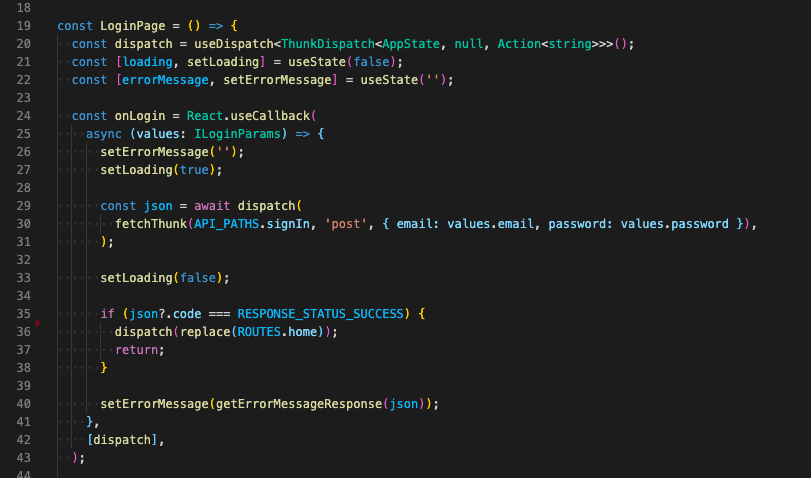 18
19 const LoginPage = () => {
20   const dispatch = useDispatch<ThunkDispatch<AppState, null, Action<string>>>();
21   const [loading, setLoading] = useState(false);
22   const [errorMessage, setErrorMessage] = useState('');
23
24   const onLogin = React.useCallback(
25     async (values: ILoginParams) => {
26       setErrorMessage('');
27       setLoading(true);
28
29       const json = await dispatch(
30         fetchThunk(API_PATHS.signIn, 'post', { email: values.email, password: values.password }),
31       );
32
33       setLoading(false);
34
35       if (json?.code === RESPONSE_STATUS_SUCCESS) {
36         dispatch(replace(ROUTES.home));
37         return;
38       }
39
40       setErrorMessage(getErrorMessageResponse(json));
41     },
42     [dispatch],
43   );
44